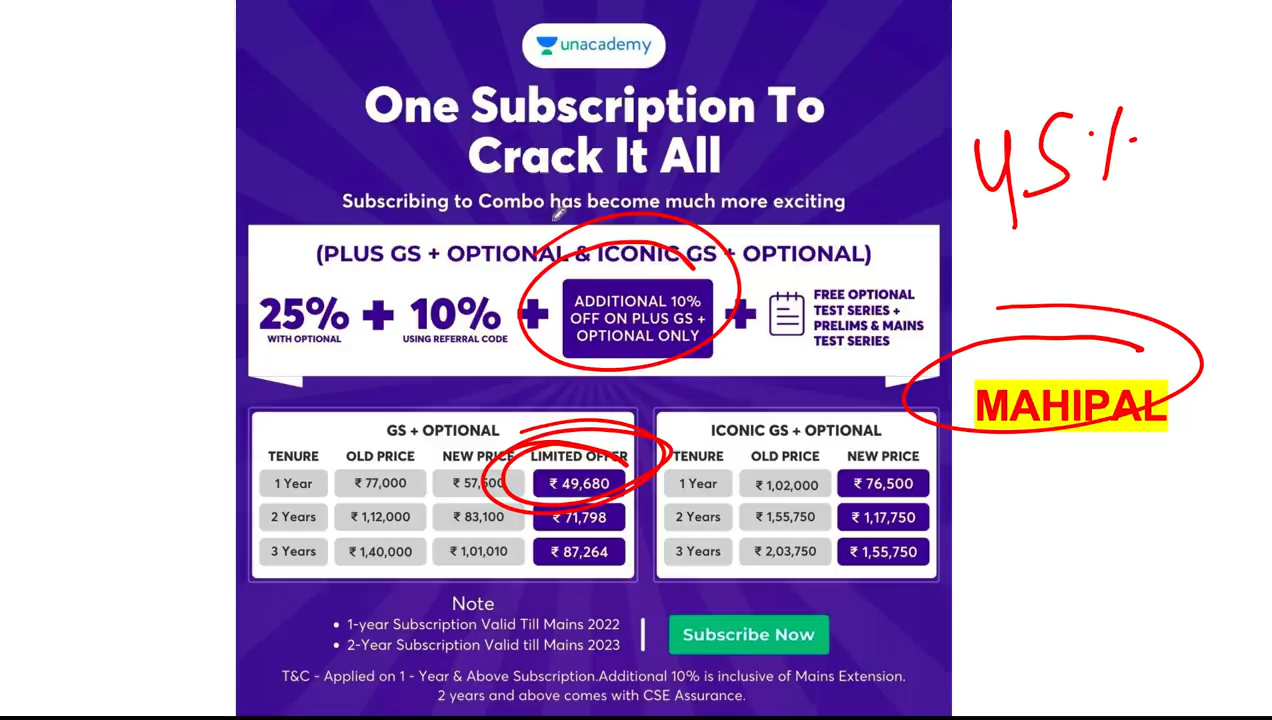 unacademy
One Subscription To
Crack It All
Subscribing to Combo has become much more exciting
(PLUS GS + OPTIONAL & ICONIC GS + OPTIONAL)
25% + 10% + + 
WITH OPTIONAL
USING REFERRAL CODE
ADDITIONAL 10%
OFF ON PLUS GS +
OPTIONAL ONLY
FREE OPTIONAL
TEST SERIES +
PRELIMS & MAINS
TEST SERIES
45%
MAHIPAL
GS + OPTIONAL
TENURE OLD PRICE NEW PRICE LIMITED OFFER
1 Year ₹ 77,000 ₹ 57,500 ₹ 49,680
2 Years ₹ 1,12,000 ₹ 83,100 ₹ 71,798
3 Years ₹ 1,40,000 ₹ 1,01,010 ₹ 87,264
ICONIC GS + OPTIONAL
TENURE OLD PRICE NEW PRICE
1 Year ₹ 1,02,000 ₹ 76,500
2 Years ₹ 1,55,750 ₹ 1,17,750
3 Years ₹ 2,03,750 ₹ 1,55,750
Note
• 1-year Subscription Valid Till Mains 2022
• 2-Year Subscription Valid till Mains 2023
Subscribe Now
T&C - Applied on 1 - Year & Above Subscription.Additional 10% is inclusive of Mains Extension.
2 years and above comes with CSE Assurance.